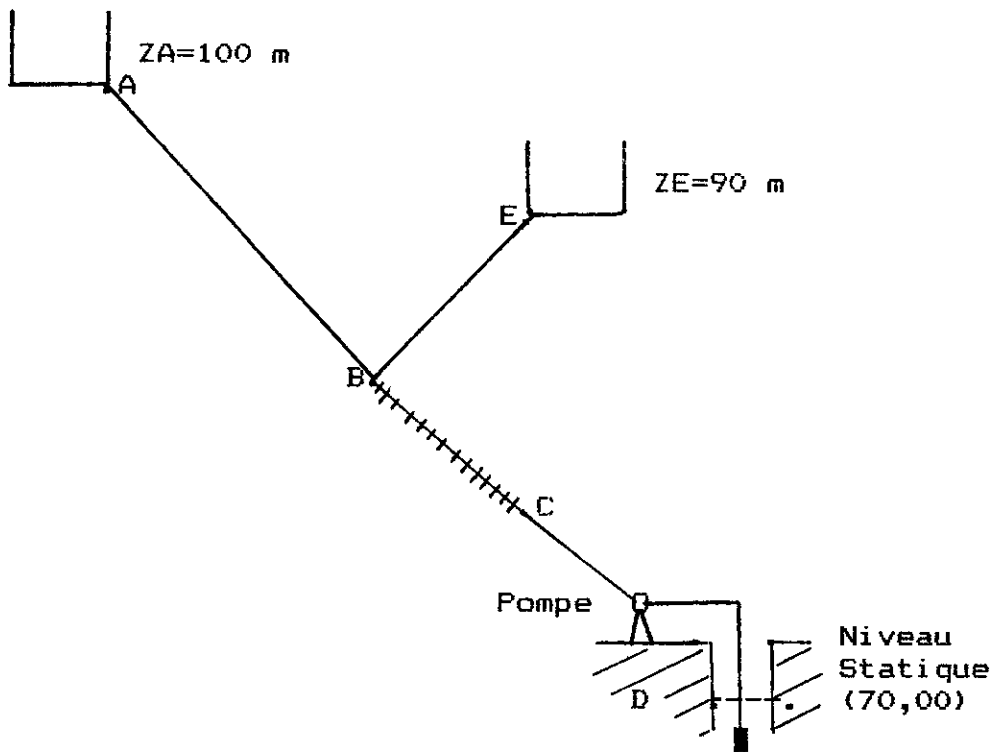 ZA=100 m
A
ZE=90 m
E
B
C
Pompe
Niveau
Statique
D
(70,00)